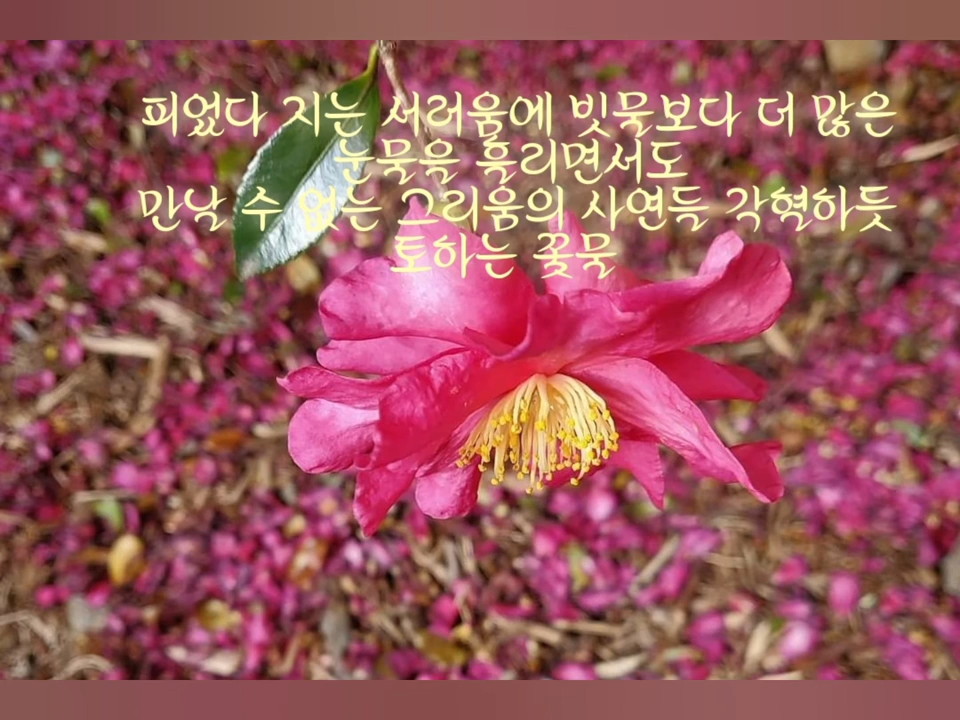 피었다 지는 서러움에 빗물보다 더 많은
눈물을 흘리면서도
만날 수 없는 그리움의 사연들 각혈하듯
토하는 꽃물